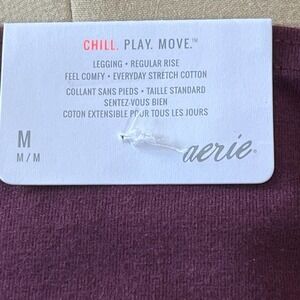 CHILL. PLAY. MOVE.™
LEGGING • REGULAR RISE
FEEL COMFY • EVERYDAY STRETCH COTTON
COLLANT SANS PIEDS • TAILLE STANDARD
SENTEZ-VOUS BIEN
COTON EXTENSIBLE POUR TOUS LES JOURS
M
M / M
aerie®